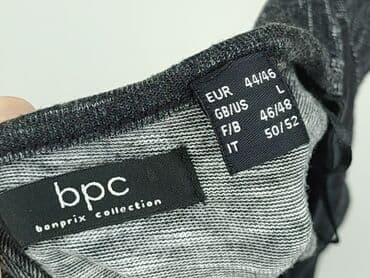 EUR 44/46
GB/US L
F/B 46/48
IT 50/52
bpc
bonprix collection